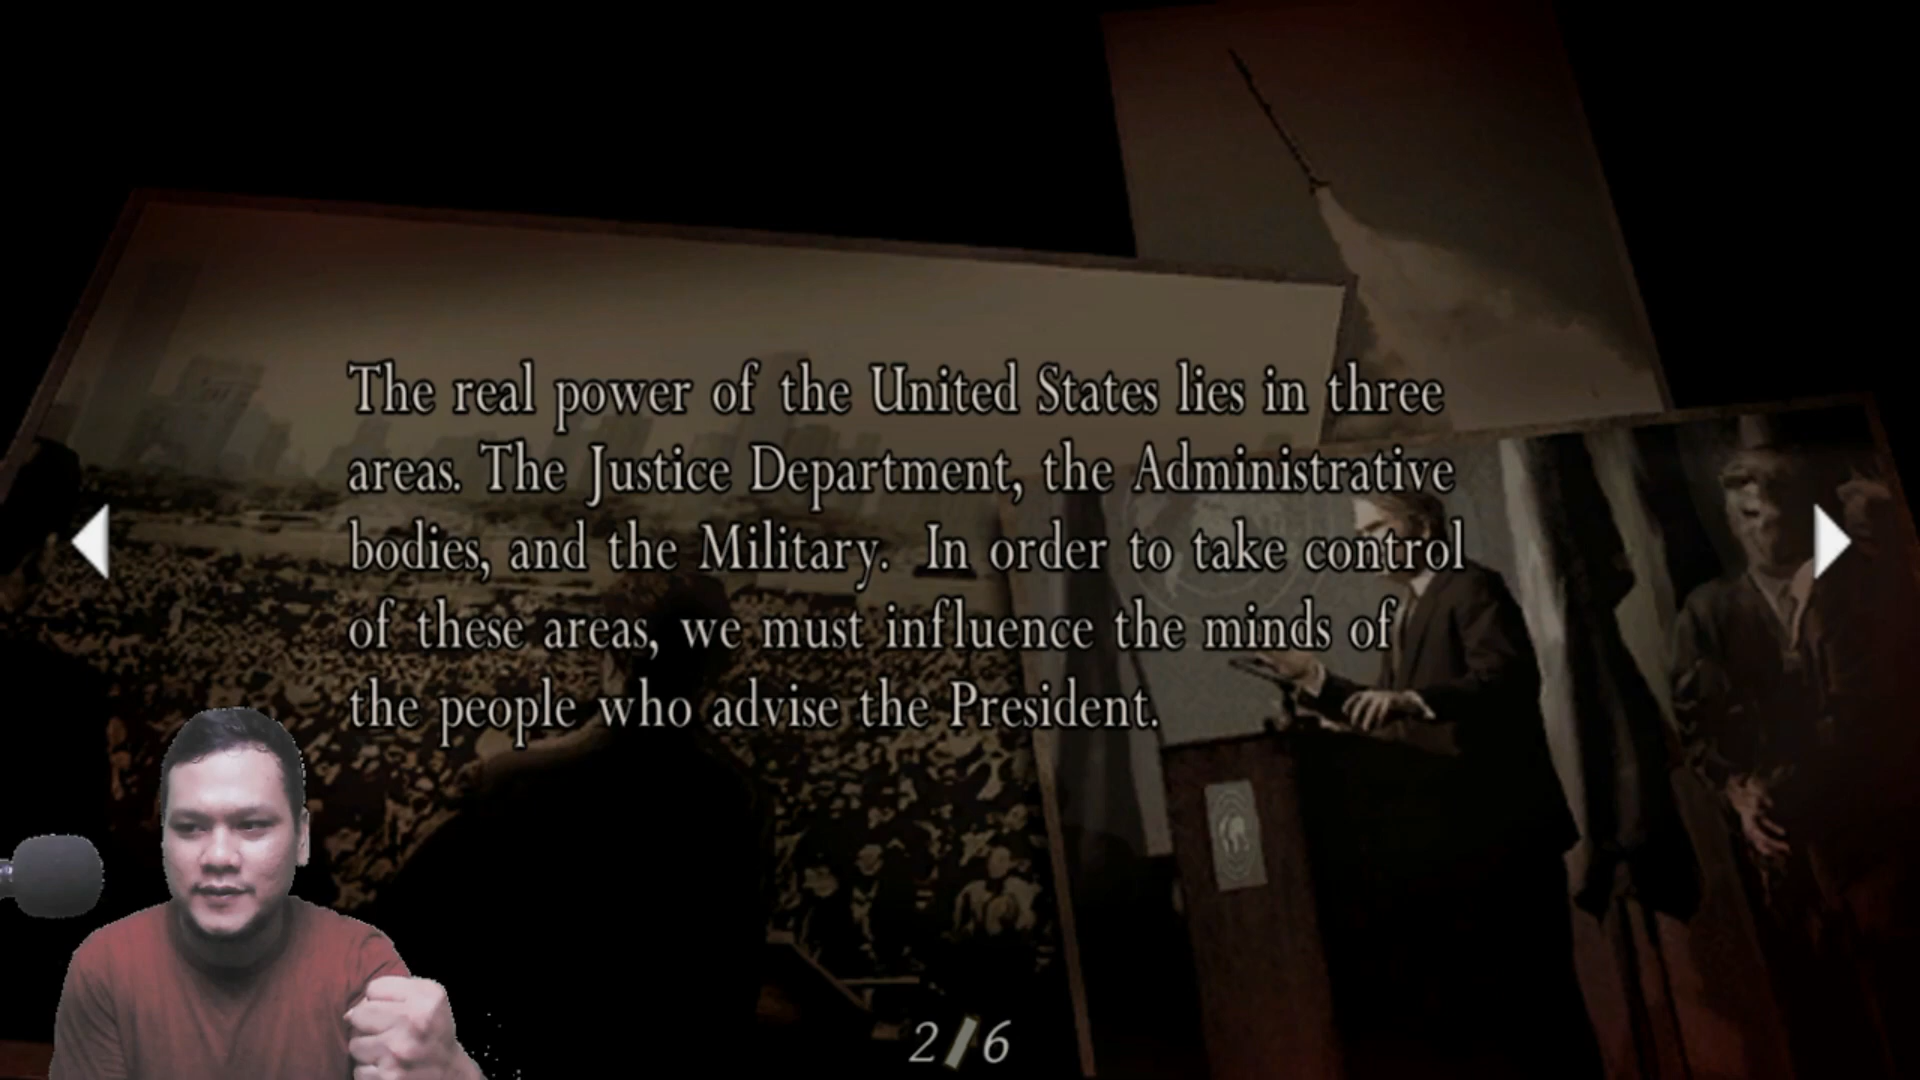 The real power of the United States lies in three
areas. The Justice Department, the Administrative
bodies, and the Military. In order to take control
of these areas, we must influence the minds of
the people who advise the President.
2/6